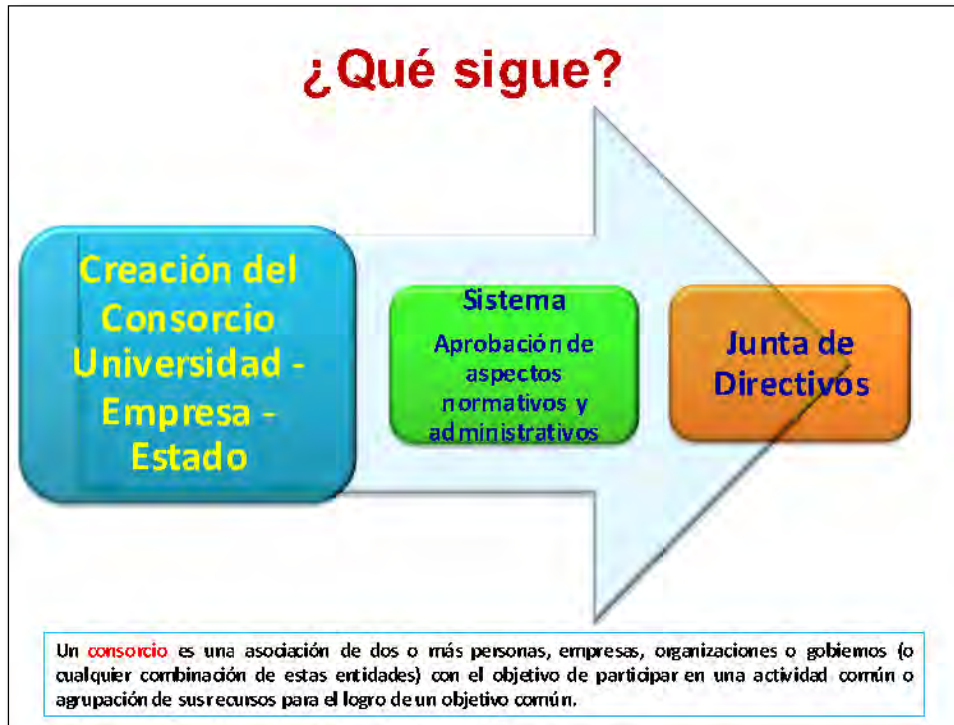 ¿Qué sigue?
Creación del
Consorcio
Universidad -
Empresa -
Estado
Sistema
Aprobación de
aspectos
normativos y
administrativos
Junta de
Directivos
Un consorcio es una asociación de dos o más personas, empresas, organizaciones o gobiernos (o
cualquier combinación de estas entidades) con el objetivo de participar en una actividad común o
agrupación de sus recursos para el logro de un objetivo común.